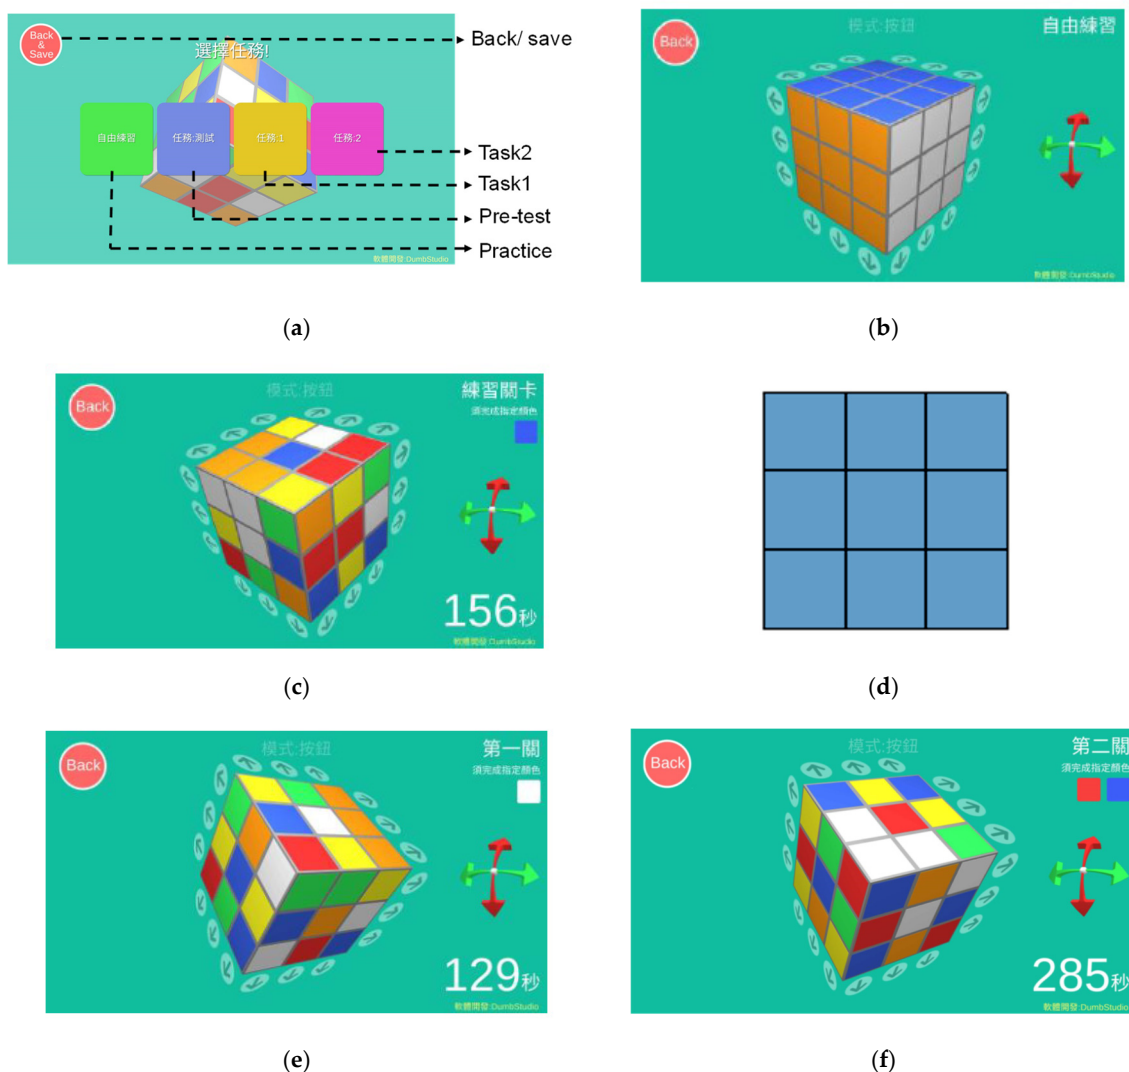 Back
&
Save
選擇任務!
自由練習
任務:測試
任務:1
任務:2
軟體開發:DumbStudio
Back/ save
Task2
Task1
Pre-test
Practice
(a)
Back
模式:按鈕
自由練習
軟體開發:DumbStudio
(b)
Back
模式:按鈕
練習關卡
須完成指定顏色
156秒
軟體開發:DumbStudio
(c)
(d)
Back
模式:按鈕
第一關
須完成指定顏色
129秒
軟體開發:DumbStudio
(e)
Back
模式:按鈕
第二關
須完成指定顏色
285秒
軟體開發:DumbStudio
(f)